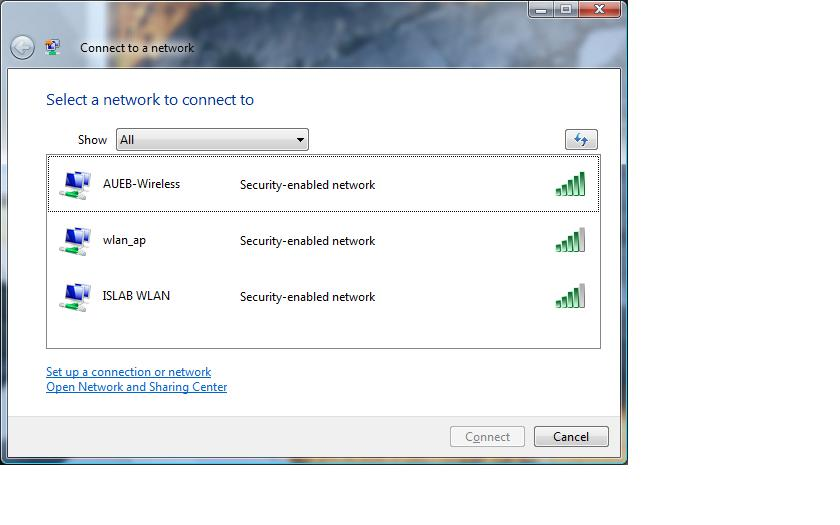 Connect to a network
Select a network to connect to
Show All
AUEB-Wireless Security-enabled network
wlan_ap Security-enabled network
ISLAB WLAN Security-enabled network
Set up a connection or network
Open Network and Sharing Center
Connect Cancel